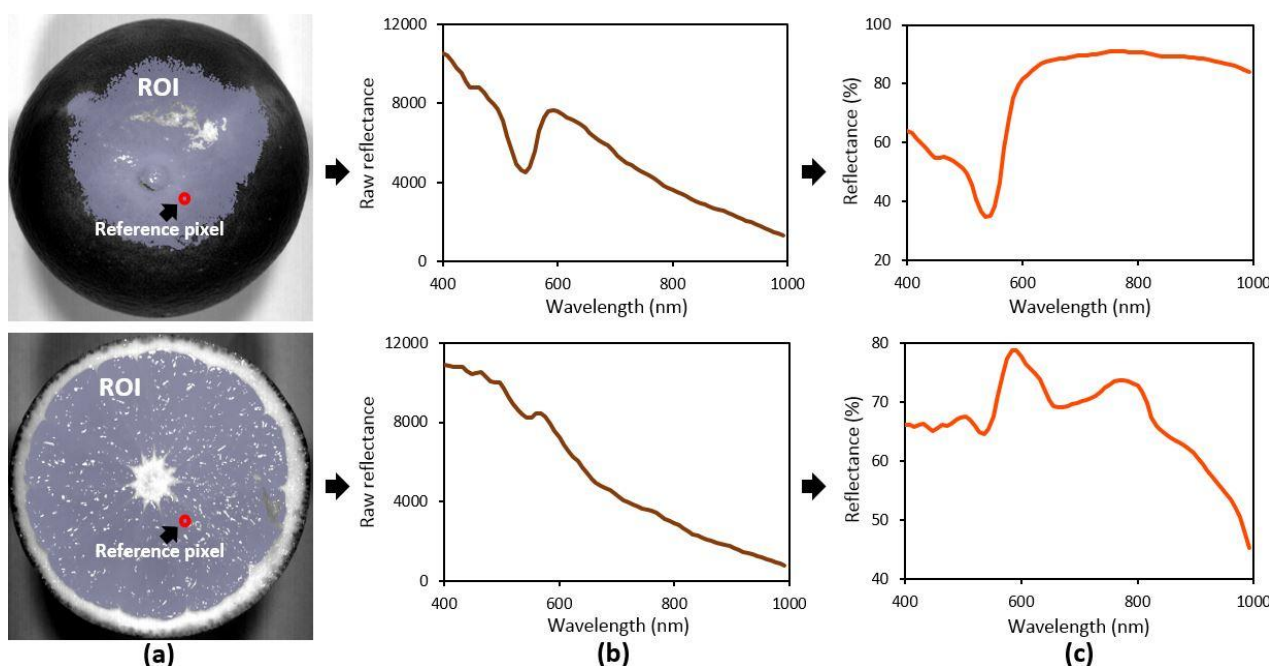 ROI
Reference pixel
12000
8000
4000
0
400
600
800
1000
Raw reflectance
Wavelength (nm)
100
80
60
40
20
400
600
800
1000
Reflectance (%)
Wavelength (nm)
ROI
Reference pixel
12000
8000
4000
0
400
600
800
1000
Raw reflectance
Wavelength (nm)
80
70
60
50
40
400
600
800
1000
Reflectance (%)
Wavelength (nm)
(a)
(b)
(c)